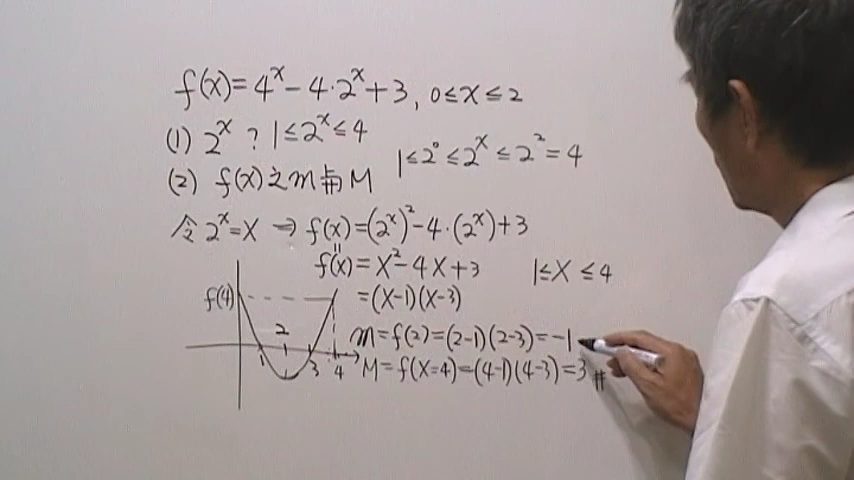 f(x)=4^x-4·2^x+3, 0≤x≤2
(1) 2^x ? 1≤2^x≤4
1≤2^0≤2^x≤2^2=4
(2) f(x)之m与M
令 2^x=X ⇒ f(x)=(2^x)^2-4·(2^x)+3
f(x)=X^2-4X+3 1≤X≤4
=(X-1)(X-3)
f(4)
2
1 3 4
m=f(2)=(2-1)(2-3)=-1
M=f(X=4)=(4-1)(4-3)=3 #